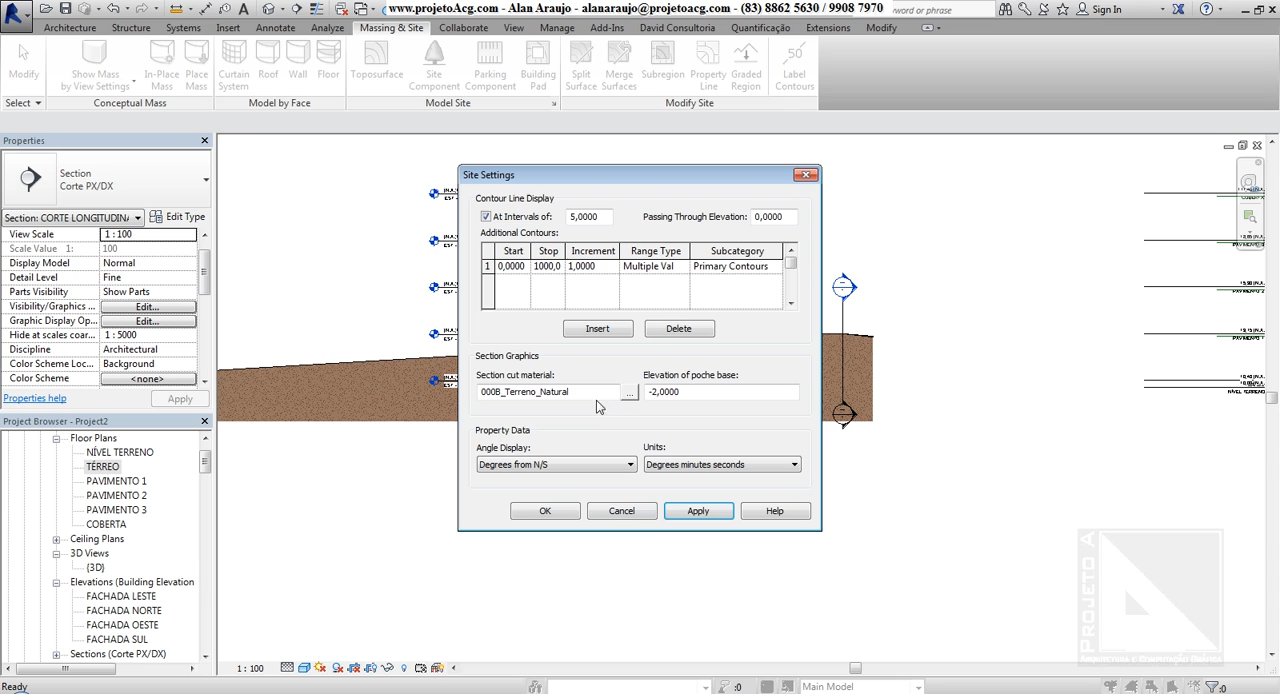 www.projetoAcg.com - Alan Araujo - alanaraujo@projetoacg.com - (83) 8862 5630 / 9908 7970
word or phrase
Sign In
Architecture Structure Systems Insert Annotate Analyze Massing & Site Collaborate View Manage Add-Ins David Consultoria Quantificação Extensions Modify
Modify
Show Mass by View Settings
In-Place Mass
Place Mass
Curtain System
Roof
Wall
Floor
Toposurface
Site Component
Parking Component
Building Pad
Split Surface
Merge Surfaces
Subregion
Property Line
Graded Region
Label Contours
Select
Conceptual Mass
Model by Face
Model Site
Modify Site
Properties
Section
Corte PX/DX
Section: CORTE LONGITUDINA
Edit Type
View Scale 1 : 100
Scale Value 1: 100
Display Model Normal
Detail Level Fine
Parts Visibility Show Parts
Visibility/Graphics ... Edit...
Graphic Display Op... Edit...
Hide at scales coar... 1 : 5000
Discipline Architectural
Color Scheme Loc... Background
Color Scheme <none>
Properties help
Apply
Project Browser - Project2
Floor Plans
NÍVEL TERRENO
TÉRREO
PAVIMENTO 1
PAVIMENTO 2
PAVIMENTO 3
COBERTA
Ceiling Plans
3D Views
{3D}
Elevations (Building Elevation
FACHADA LESTE
FACHADA NORTE
FACHADA OESTE
FACHADA SUL
Sections (Corte PX/DX)
Site Settings
Contour Line Display
At Intervals of: 5,0000
Passing Through Elevation: 0,0000
Additional Contours:
Start Stop Increment Range Type Subcategory
1 0,0000 1000,0 1,0000 Multiple Val Primary Contours
Insert
Delete
Section Graphics
Section cut material:
Elevation of poche base:
000B_Terreno_Natural
...
-2,0000
Property Data
Angle Display:
Units:
Degrees from N/S
Degrees minutes seconds
OK
Cancel
Apply
Help
PROJETO A
1 : 100
Ready
:0
Main Model
:0